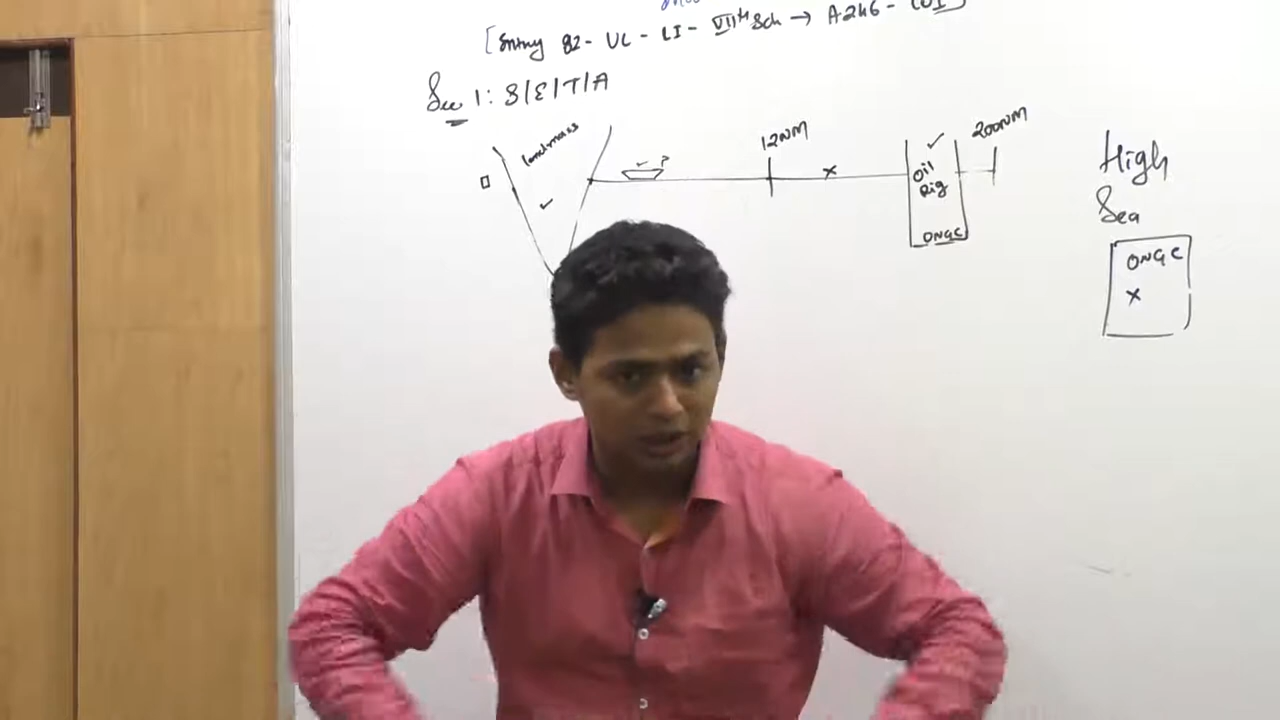 [Entry 82- UL - LI - VIIth Sch → A246 - COI]
Sec 1: S/E/T/A
landmass
P
12NM
200NM
Oil
Rig
ONGC
High
Sea
ONGC